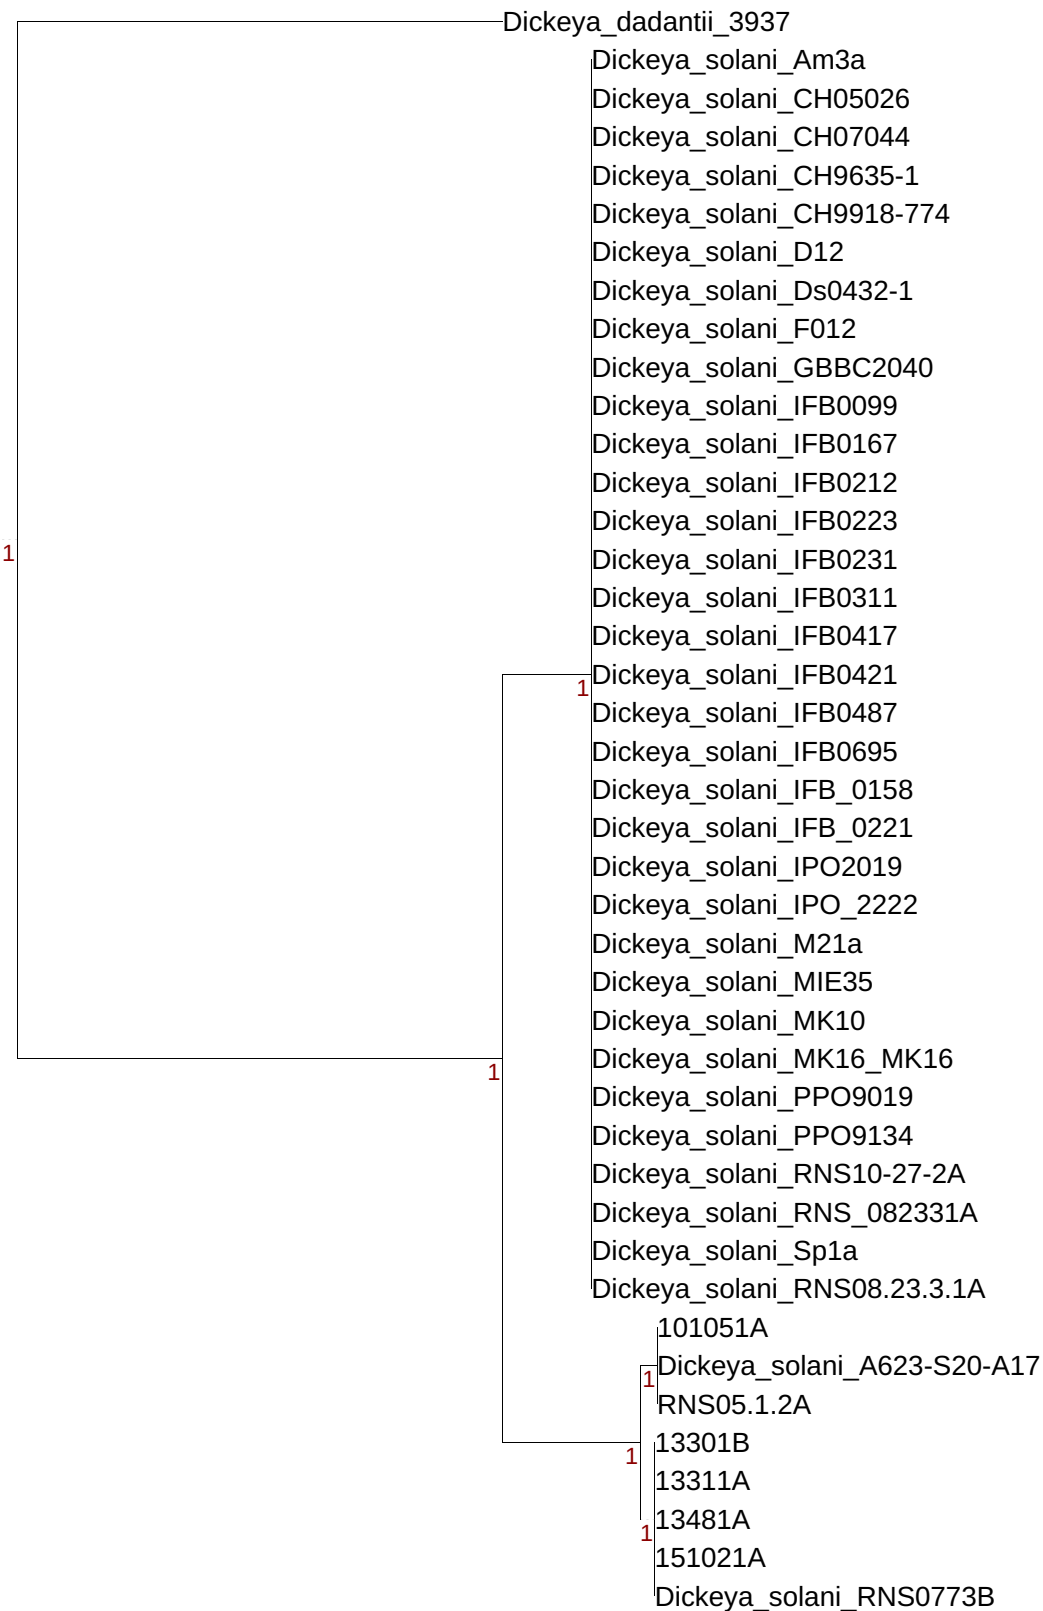 Dickeya_dadantii_3937
Dickeya_solani_Am3a
Dickeya_solani_CH05026
Dickeya_solani_CH07044
Dickeya_solani_CH9635-1
Dickeya_solani_CH9918-774
Dickeya_solani_D12
Dickeya_solani_Ds0432-1
Dickeya_solani_F012
Dickeya_solani_GBBC2040
Dickeya_solani_IFB0099
Dickeya_solani_IFB0167
Dickeya_solani_IFB0212
Dickeya_solani_IFB0223
1
Dickeya_solani_IFB0231
Dickeya_solani_IFB0311
Dickeya_solani_IFB0417
Dickeya_solani_IFB0421
1
Dickeya_solani_IFB0487
Dickeya_solani_IFB0695
Dickeya_solani_IFB_0158
Dickeya_solani_IFB_0221
Dickeya_solani_IPO2019
Dickeya_solani_IPO_2222
Dickeya_solani_M21a
Dickeya_solani_MIE35
Dickeya_solani_MK10
Dickeya_solani_MK16_MK16
1
Dickeya_solani_PPO9019
Dickeya_solani_PPO9134
Dickeya_solani_RNS10-27-2A
Dickeya_solani_RNS_082331A
Dickeya_solani_Sp1a
Dickeya_solani_RNS08.23.3.1A
101051A
Dickeya_solani_A623-S20-A17
1
RNS05.1.2A
13301B
1
13311A
13481A
1
151021A
Dickeya_solani_RNS0773B